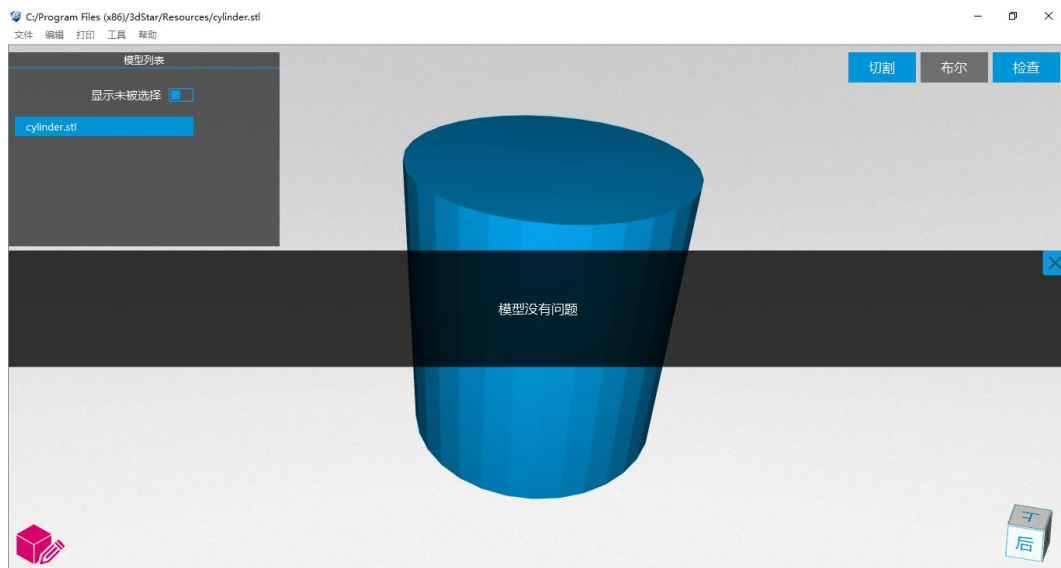 C:/Program Files (x86)/3dStar/Resources/cylinder.stl
文件 编辑 打印 工具 帮助
模型列表
切割 布尔 检查
显示未被选择
cylinder.stl
模型没有问题
后